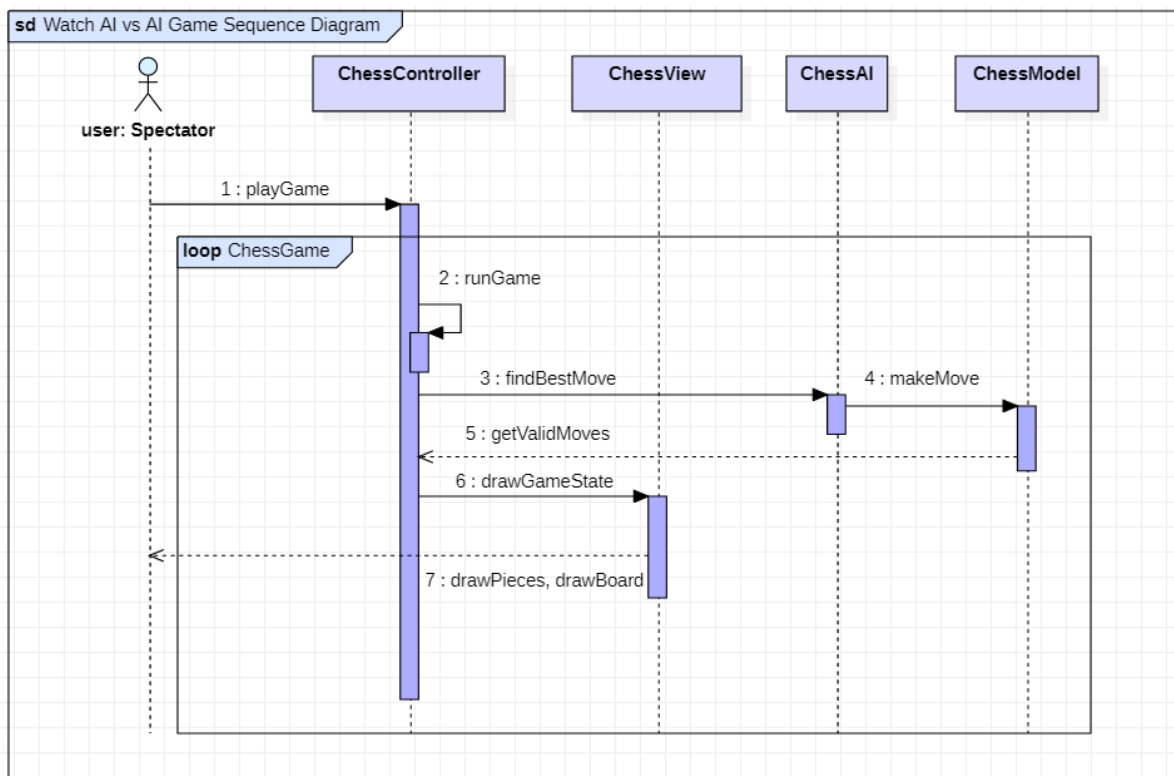 sd Watch AI vs AI Game Sequence Diagram
user: Spectator
ChessController
ChessView
ChessAI
ChessModel
1 : playGame
loop ChessGame
2 : runGame
3 : findBestMove
4 : makeMove
5 : getValidMoves
6 : drawGameState
7 : drawPieces, drawBoard